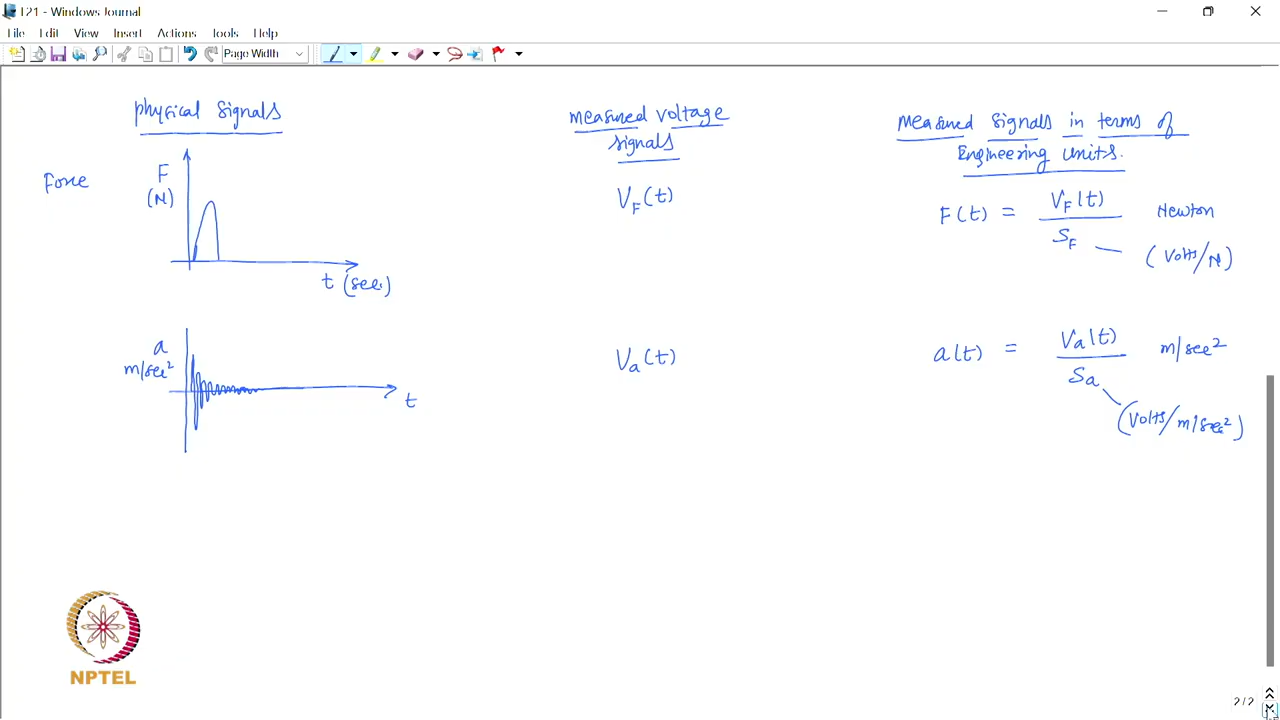 L21 - Windows Journal
File Edit View Insert Actions Tools Help
Page Width
physical signals
measured voltage
signals
measured signals in terms of
Engineering units.
Force
F
(N)
t (sec)
V_F(t)
F(t) = V_F(t) / S_F Newton
(Volts/N)
a
m/sec²
t
V_a(t)
a(t) = V_a(t) / S_a m/sec²
(Volts/m/sec²)
NPTEL
2/2